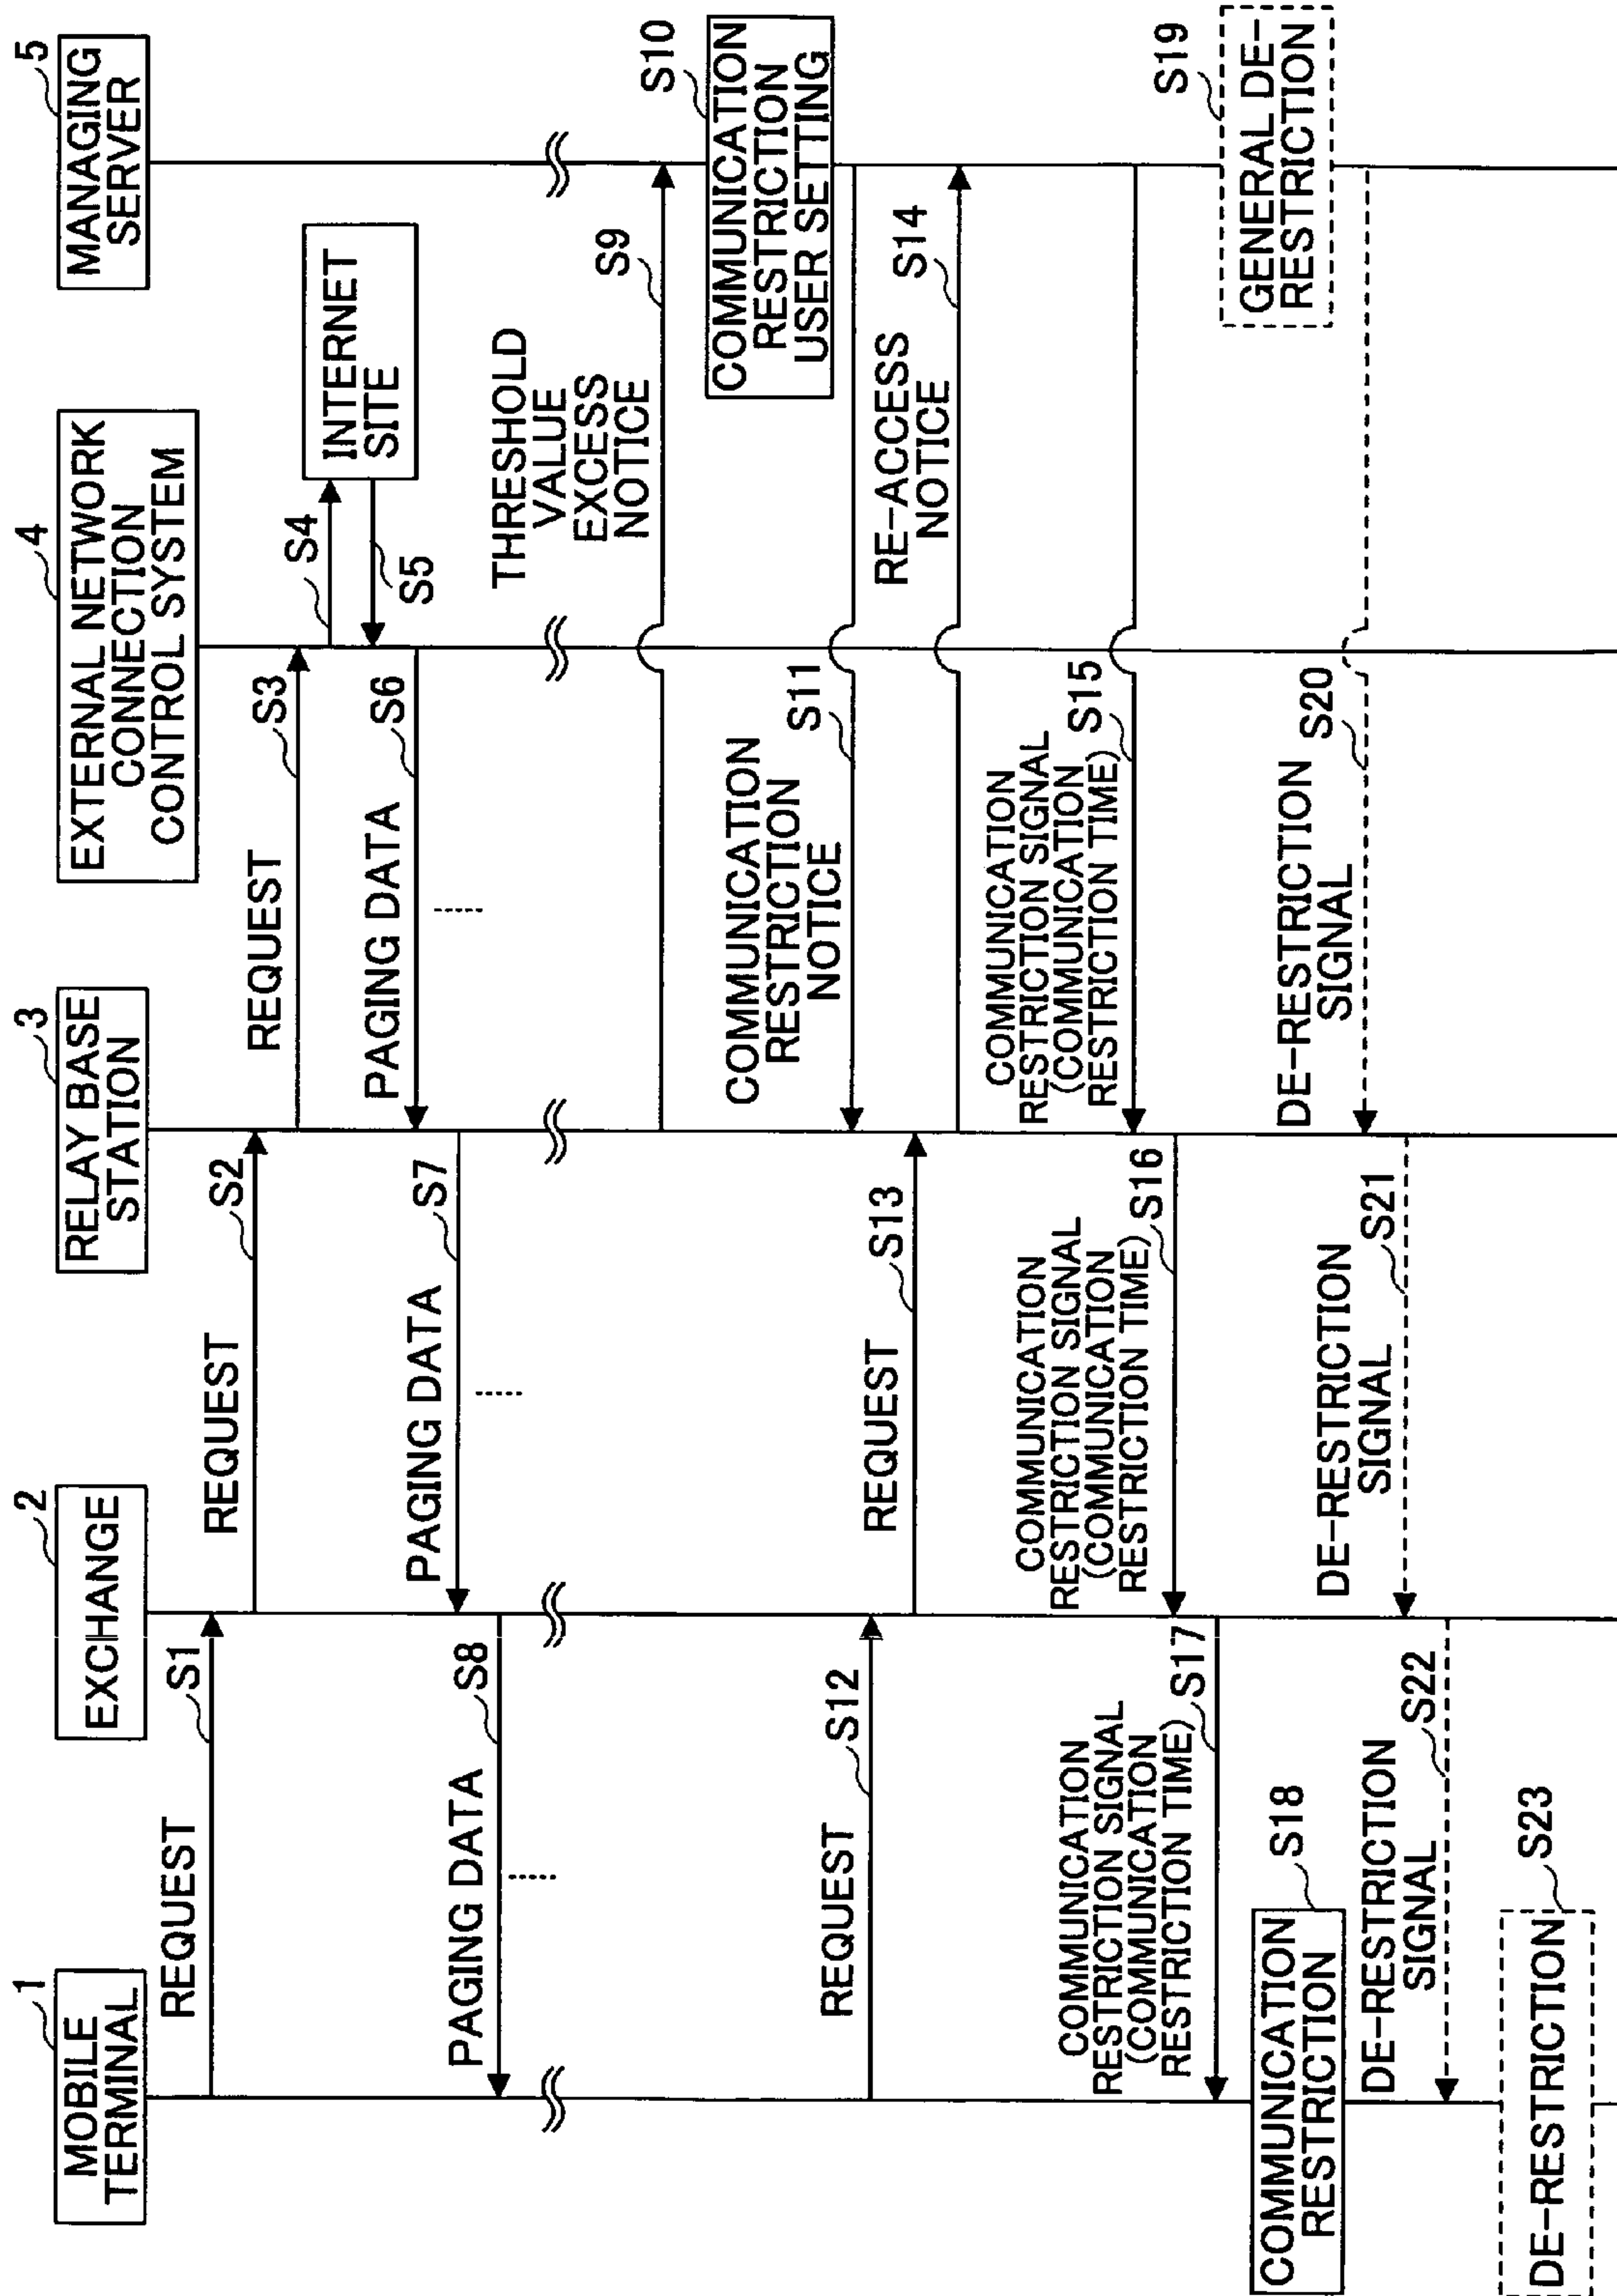 1
MOBILE
TERMINAL
2
EXCHANGE
3
RELAY BASE
STATION
4
EXTERNAL NETWORK
CONNECTION
CONTROL SYSTEM
5
MANAGING
SERVER
REQUEST
S1
REQUEST
S2
REQUEST
S3
S4
INTERNET
SITE
S5
PAGING DATA
S6
PAGING DATA
S7
PAGING DATA
S8
THRESHOLD
VALUE
EXCESS
NOTICE
S9
S10
COMMUNICATION
RESTRICTION
USER SETTING
COMMUNICATION
RESTRICTION
NOTICE
S11
REQUEST
S12
REQUEST
S13
RE-ACCESS
NOTICE
S14
COMMUNICATION
RESTRICTION SIGNAL
(COMMUNICATION
RESTRICTION TIME)
S15
COMMUNICATION
RESTRICTION SIGNAL
(COMMUNICATION
RESTRICTION TIME)
S16
COMMUNICATION
RESTRICTION SIGNAL
(COMMUNICATION
RESTRICTION TIME)
S17
COMMUNICATION
RESTRICTION
S18
S19
GENERAL DE-
RESTRICTION
DE-RESTRICTION
SIGNAL
S20
DE-RESTRICTION
SIGNAL
S21
DE-RESTRICTION
SIGNAL
S22
DE-RESTRICTION
S23